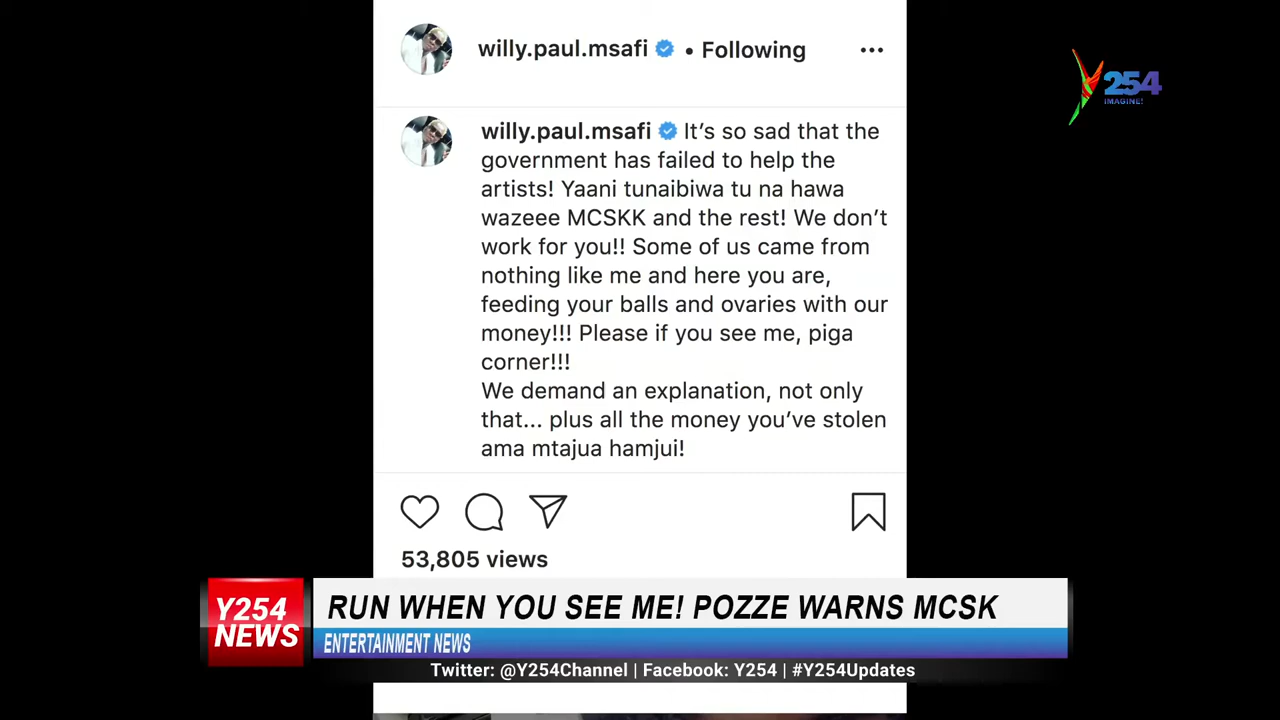 willy.paul.msafi • Following
254
IMAGINE!
willy.paul.msafi It's so sad that the
government has failed to help the
artists! Yaani tunaibiwa tu na hawa
wazeee MCSKK and the rest! We don't
work for you!! Some of us came from
nothing like me and here you are,
feeding your balls and ovaries with our
money!!! Please if you see me, piga
corner!!!
We demand an explanation, not only
that... plus all the money you've stolen
ama mtajua hamjui!
53,805 views
Y254
NEWS
RUN WHEN YOU SEE ME! POZZE WARNS MCSK
ENTERTAINMENT NEWS
Twitter: @Y254Channel | Facebook: Y254 | #Y254Updates